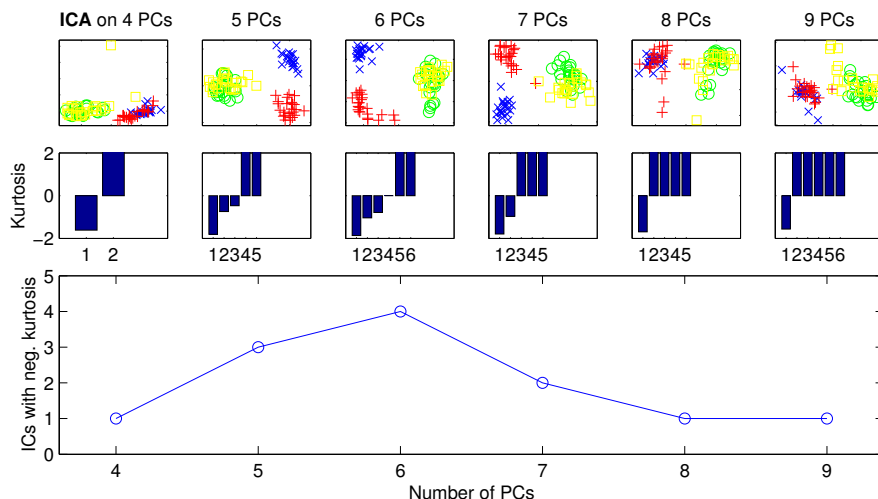 ICA on 4 PCs 5 PCs 6 PCs 7 PCs 8 PCs 9 PCs
Kurtosis
2
0
−2
1 2 12345 123456 12345 12345 123456
ICs with neg. kurtosis
5
4
3
2
1
0
4 5 6 7 8 9
Number of PCs